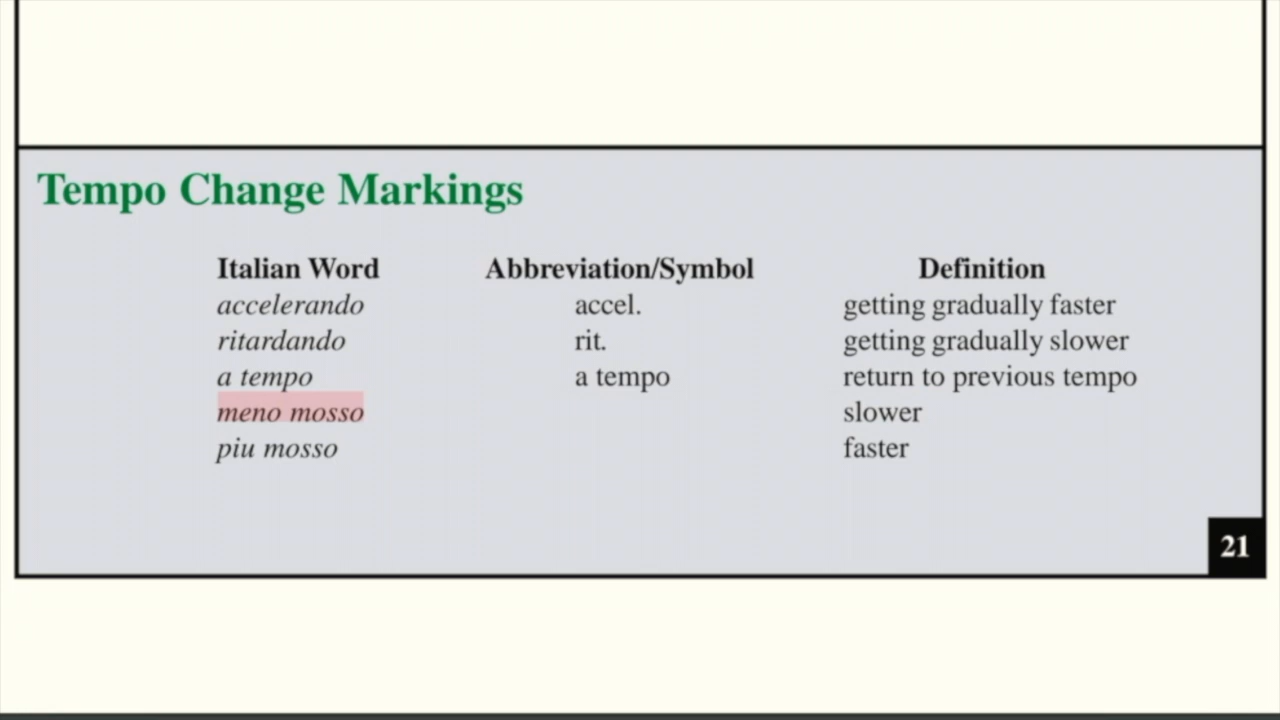 Tempo Change Markings
Italian Word Abbreviation/Symbol Definition
accelerando accel. getting gradually faster
ritardando rit. getting gradually slower
a tempo a tempo return to previous tempo
meno mosso slower
piu mosso faster
21